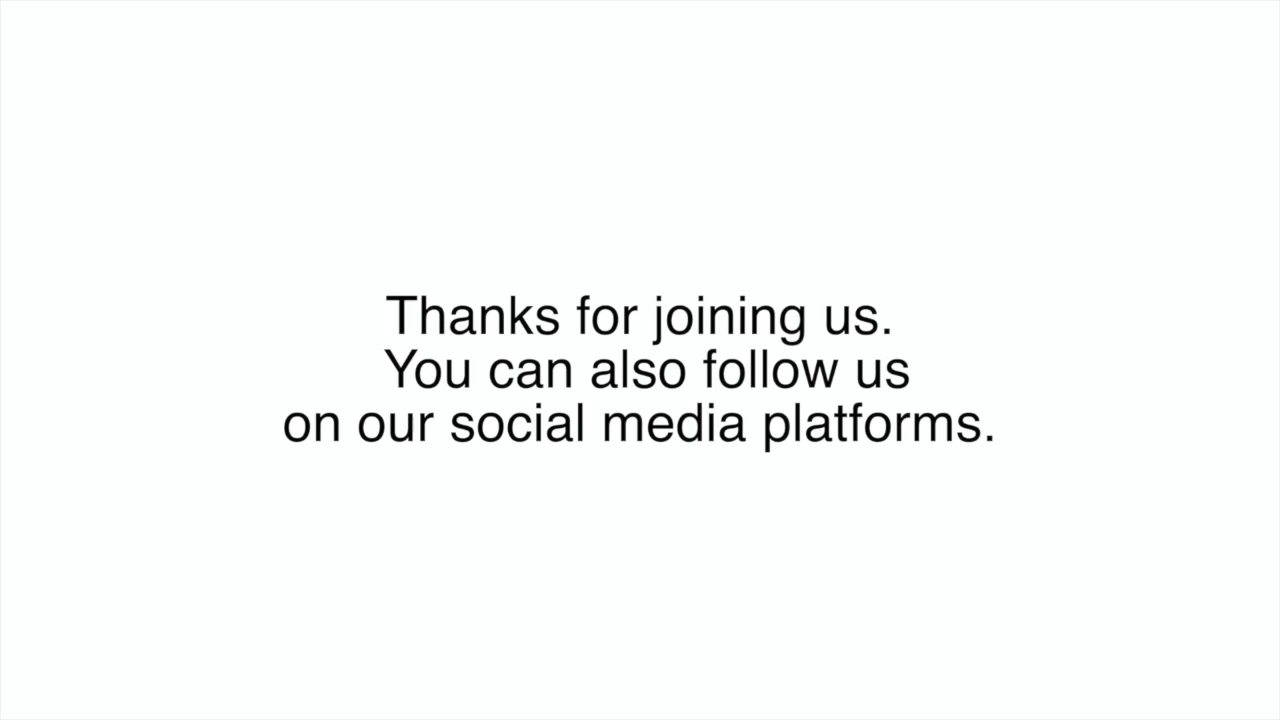 Thanks for joining us.
You can also follow us
on our social media platforms.